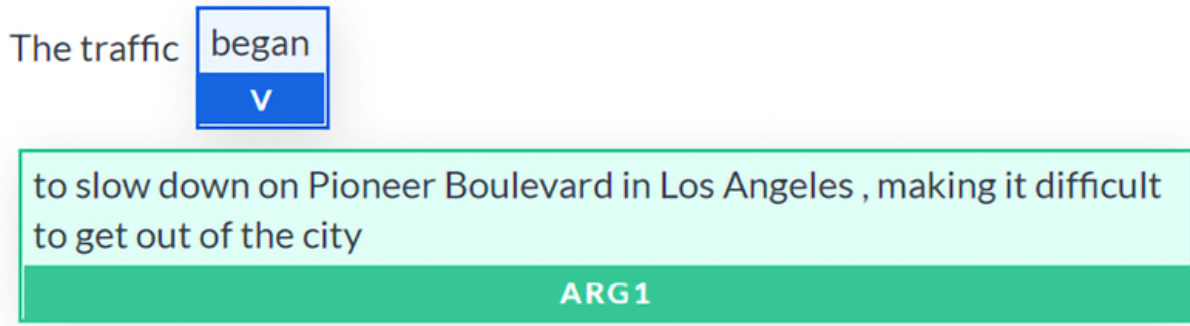 The traffic began
V
to slow down on Pioneer Boulevard in Los Angeles , making it difficult
to get out of the city
ARG1